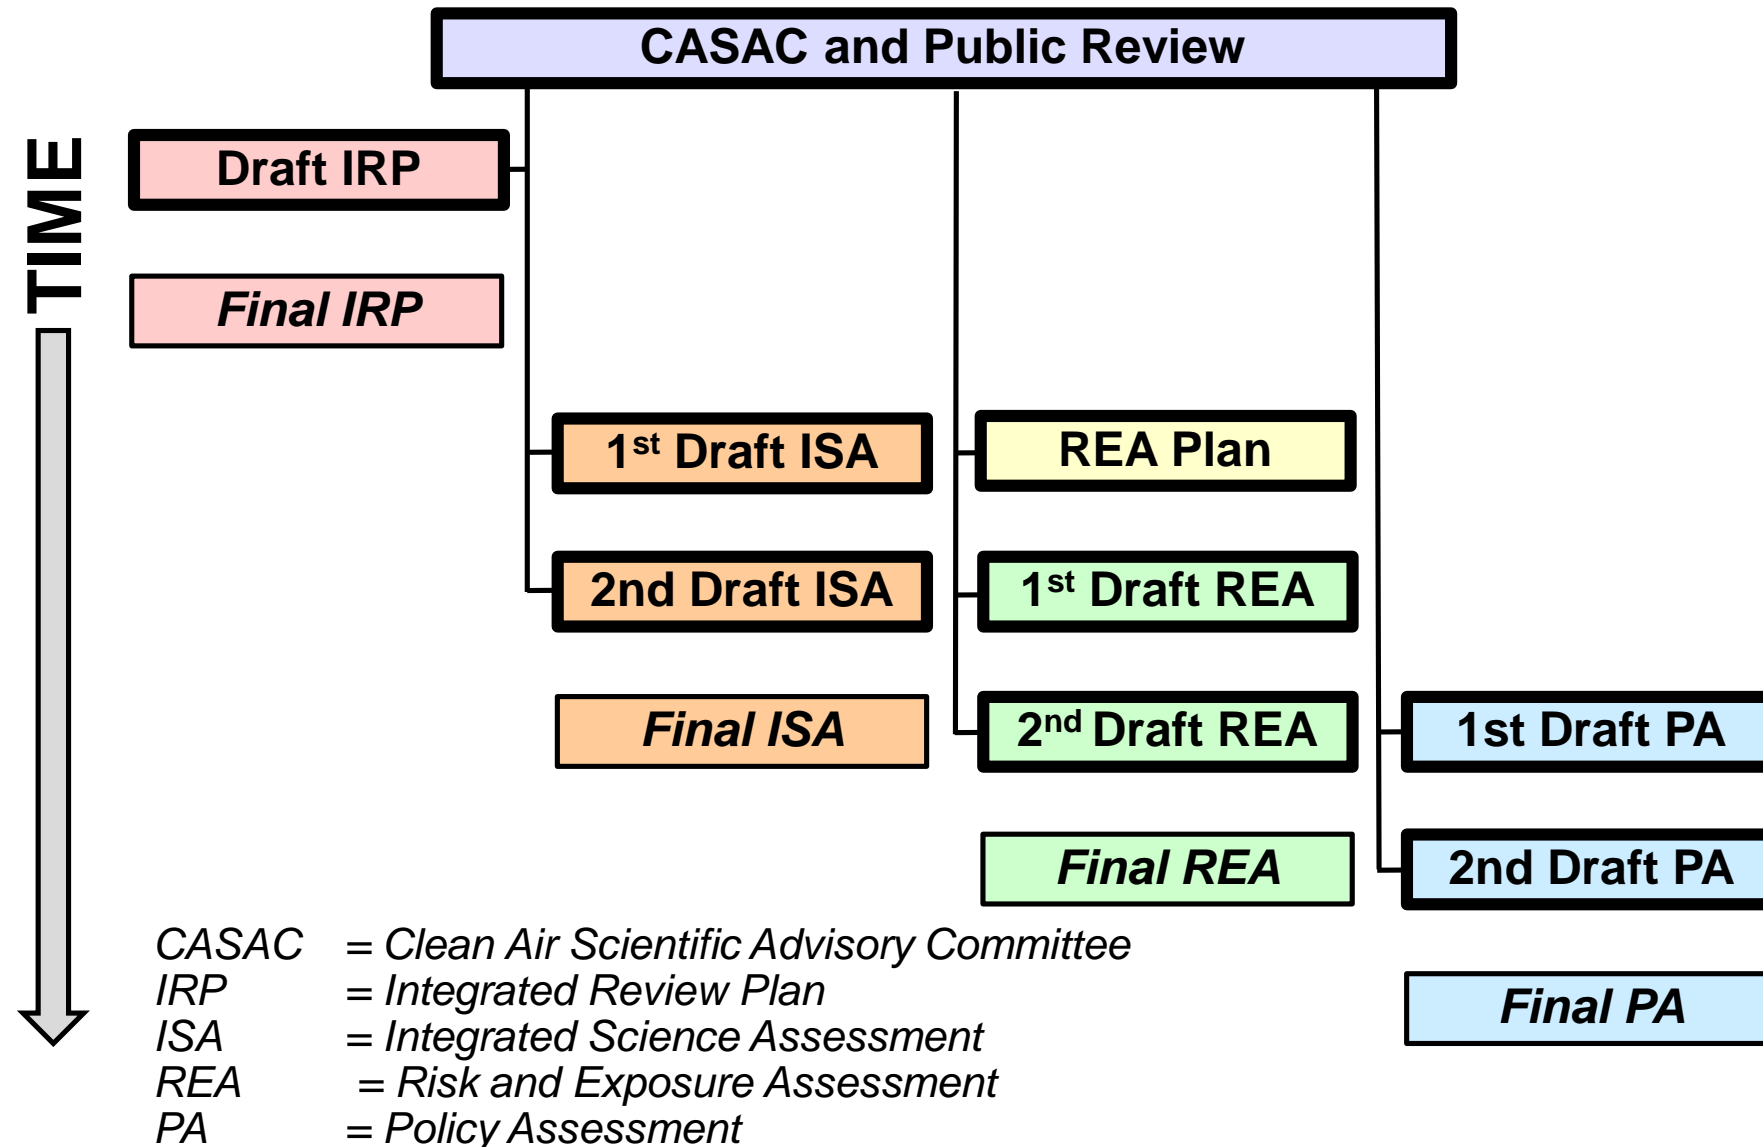 CASAC and Public Review
TIME
Draft IRP
Final IRP
1st Draft ISA
REA Plan
2nd Draft ISA
1st Draft REA
Final ISA
2nd Draft REA
1st Draft PA
Final REA
2nd Draft PA
Final PA
CASAC = Clean Air Scientific Advisory Committee
IRP = Integrated Review Plan
ISA = Integrated Science Assessment
REA = Risk and Exposure Assessment
PA = Policy Assessment